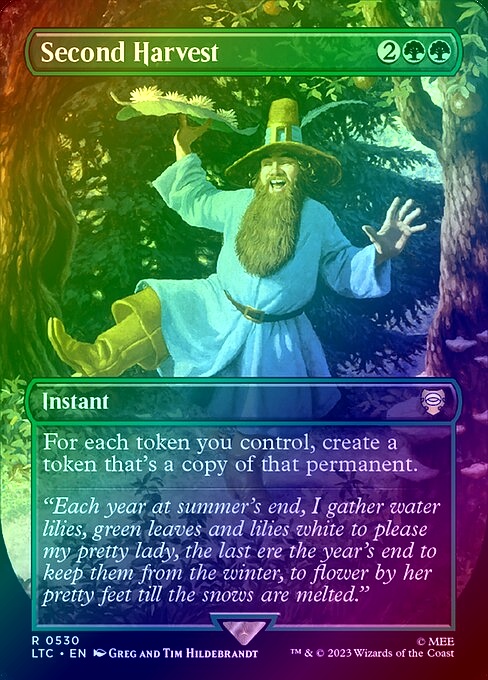 Second Harvest 2
Instant
For each token you control, create a
token that's a copy of that permanent.
“Each year at summer's end, I gather water
lilies, green leaves and lilies white to please
my pretty lady, the last ere the year's end to
keep them from the winter, to flower by her
pretty feet till the snows are melted.”
R 0530 © MEE
LTC • EN Greg and Tim Hildebrandt ™ & © 2023 Wizards of the Coast